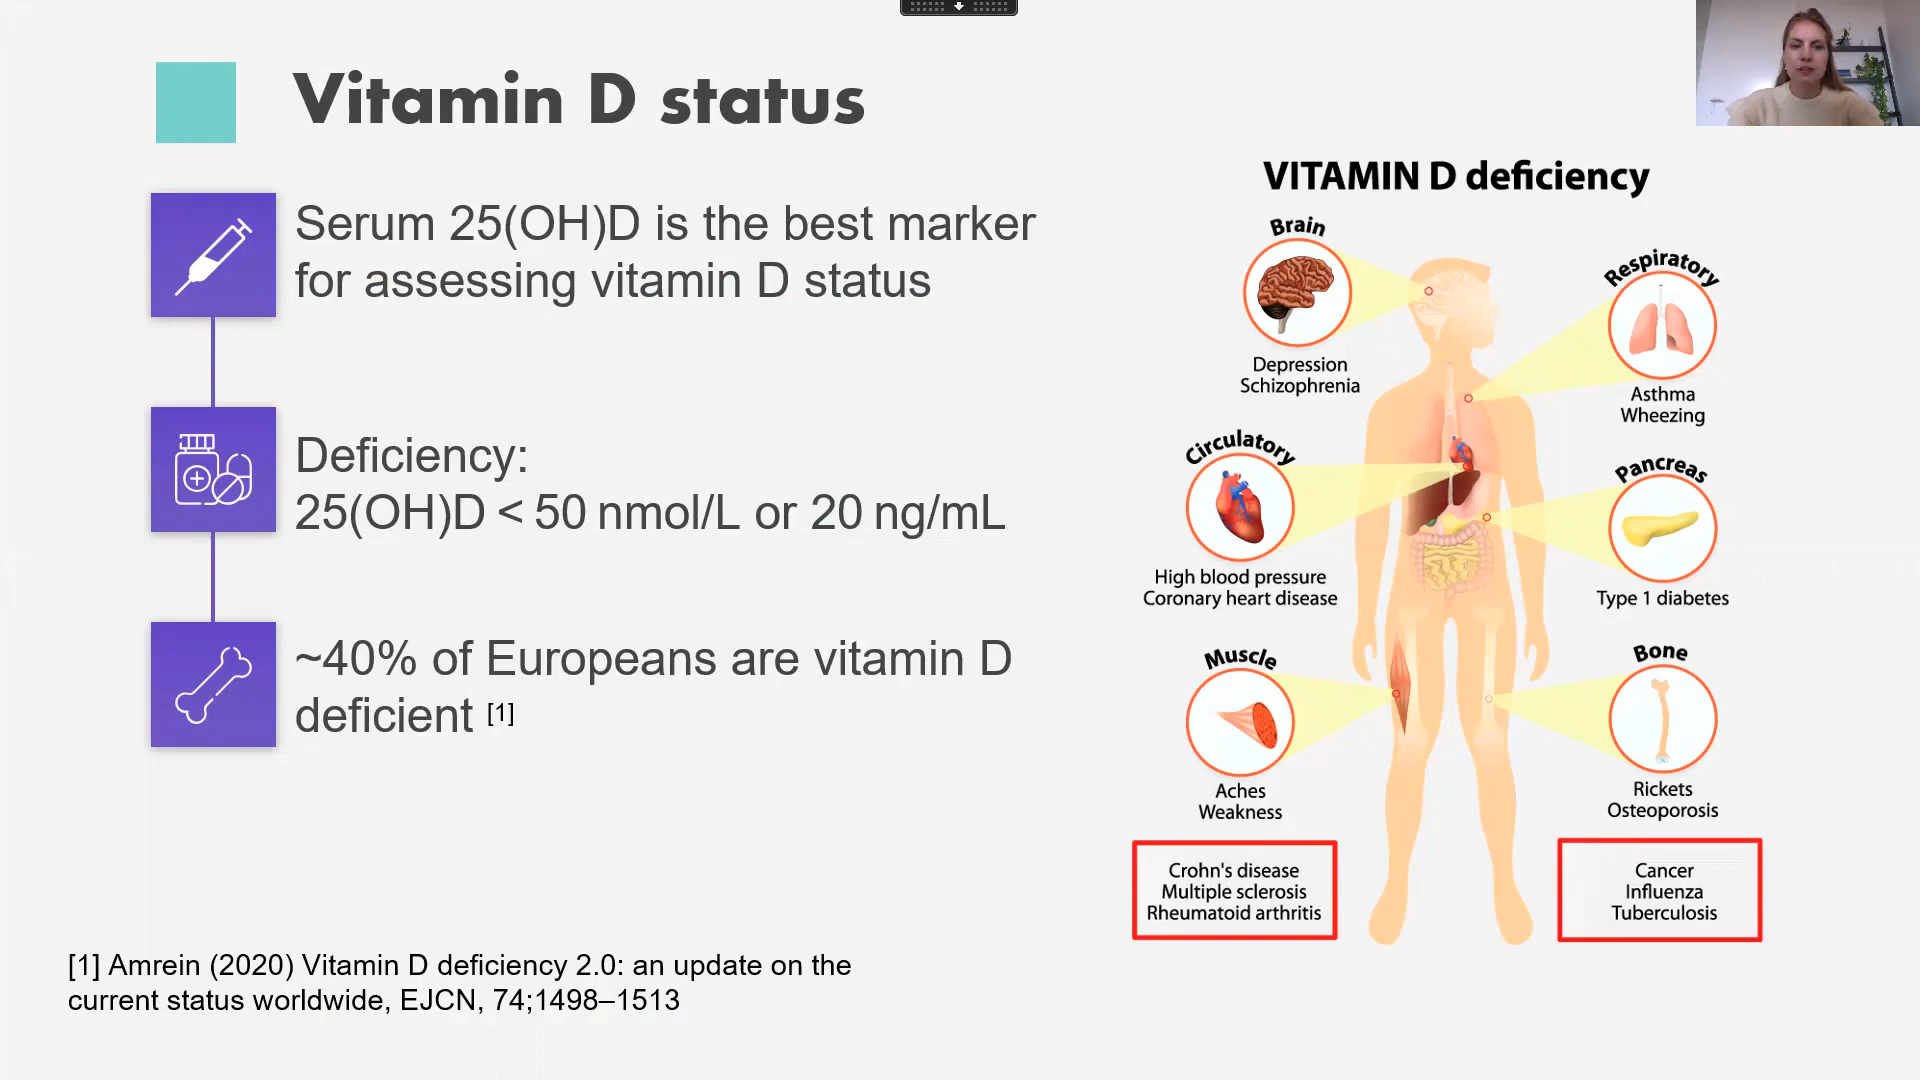 Vitamin D status
Serum 25(OH)D is the best marker
for assessing vitamin D status
Deficiency:
25(OH)D < 50 nmol/L or 20 ng/mL
~40% of Europeans are vitamin D
deficient [1]
[1] Amrein (2020) Vitamin D deficiency 2.0: an update on the
current status worldwide, EJCN, 74;1498–1513
VITAMIN D deficiency
Brain
Depression
Schizophrenia
Respiratory
Asthma
Wheezing
Circulatory
High blood pressure
Coronary heart disease
Pancreas
Type 1 diabetes
Muscle
Aches
Weakness
Bone
Rickets
Osteoporosis
Crohn's disease
Multiple sclerosis
Rheumatoid arthritis
Cancer
Influenza
Tuberculosis